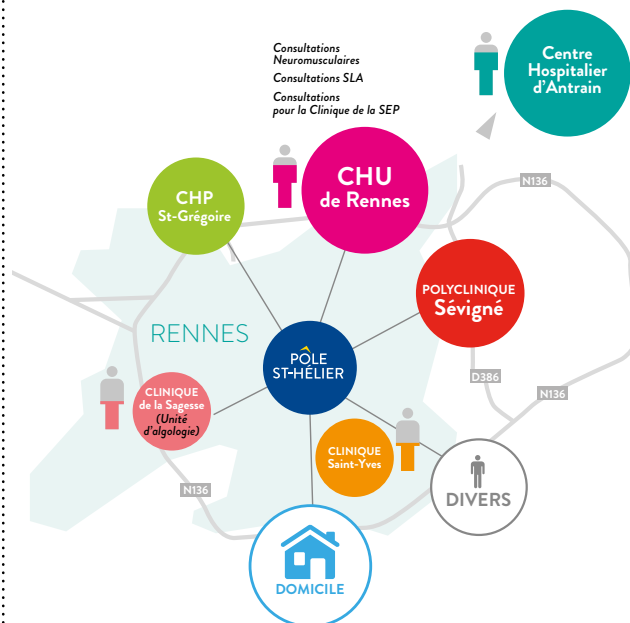 Consultations
Neuromusculaires
Consultations SLA
Consultations
pour la Clinique de la SEP
Centre
Hospitalier
d'Antrain
CHU
de Rennes
CHP
St-Grégoire
N136
POLYCLINIQUE
Sévigné
RENNES
PÔLE
ST-HÉLIER
D386
N136
CLINIQUE
de la Sagesse
(Unité
d'algologie)
CLINIQUE
Saint-Yves
N136
DIVERS
DOMICILE